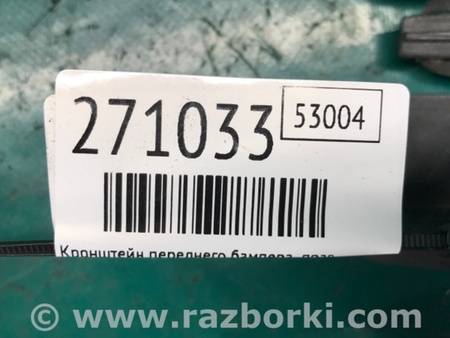 271033
53004
Кронштейн переднего бампера
© www.razborki.com